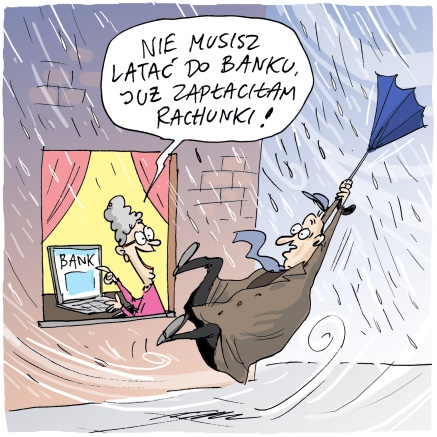 NIE MUSISZ
LATAĆ DO BANKU,
JUŻ ZAPŁACIŁAM
RACHUNKI!
BANK